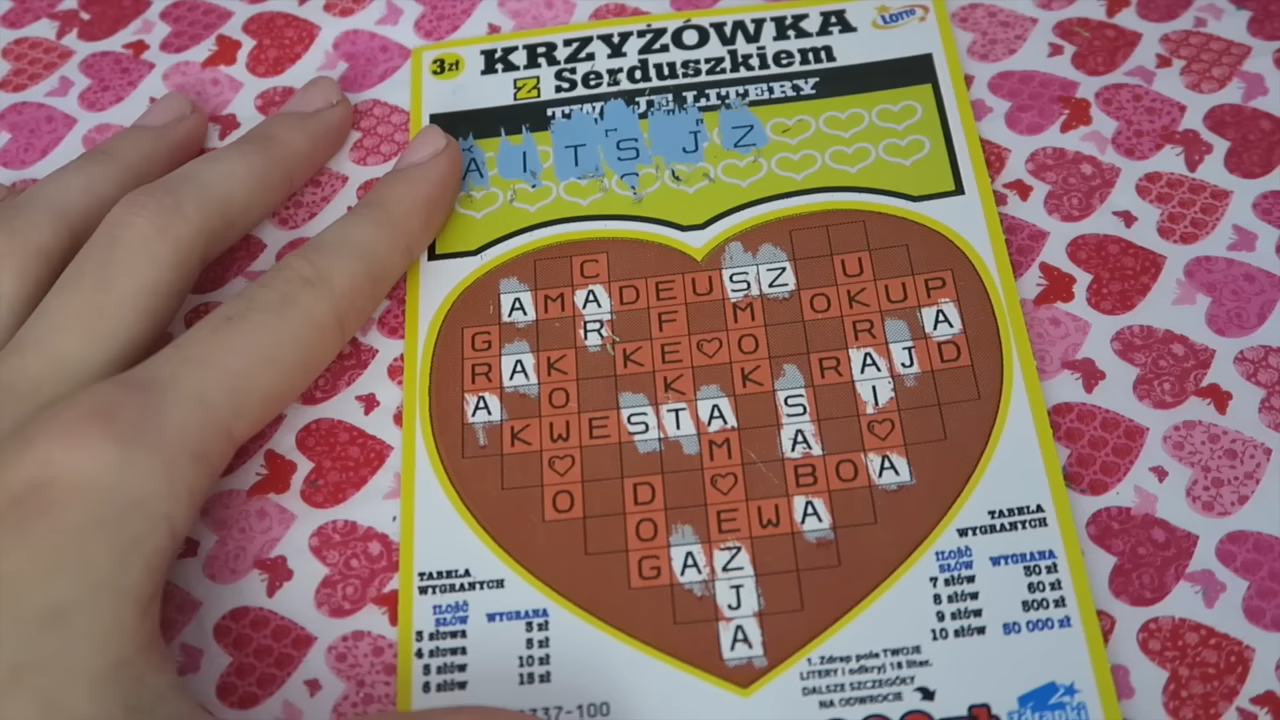 3zł
KRZYŻÓWKA
LOTTO
Z Serduszkiem
TWOJE LITERY
A I T S J Z
C
U
A M A D E U S Z
O K U P
G
R
F
M
R
A
R A K
K E ♡ O
R A J D
A
O
K
K
I
S
K W E S T A
♡
A
M
♡
B O A
O
D
♡
O
E W A
G A Z
J
A
TABELA
WYGRANYCH
ILOŚĆ SŁÓW WYGRANA
3 słowa 3 zł
4 słowa 5 zł
5 słów 10 zł
6 słów 15 zł
TABELA
WYGRANYCH
ILOŚĆ SŁÓW WYGRANA
7 słów 30 zł
8 słów 60 zł
9 słów 500 zł
10 słów 50 000 zł
1. Zdrap pole TWOJE
LITERY i odkryj 18 liter.
DALSZE SZCZEGÓŁY
NA ODWROCIE
737-100
zdrapki